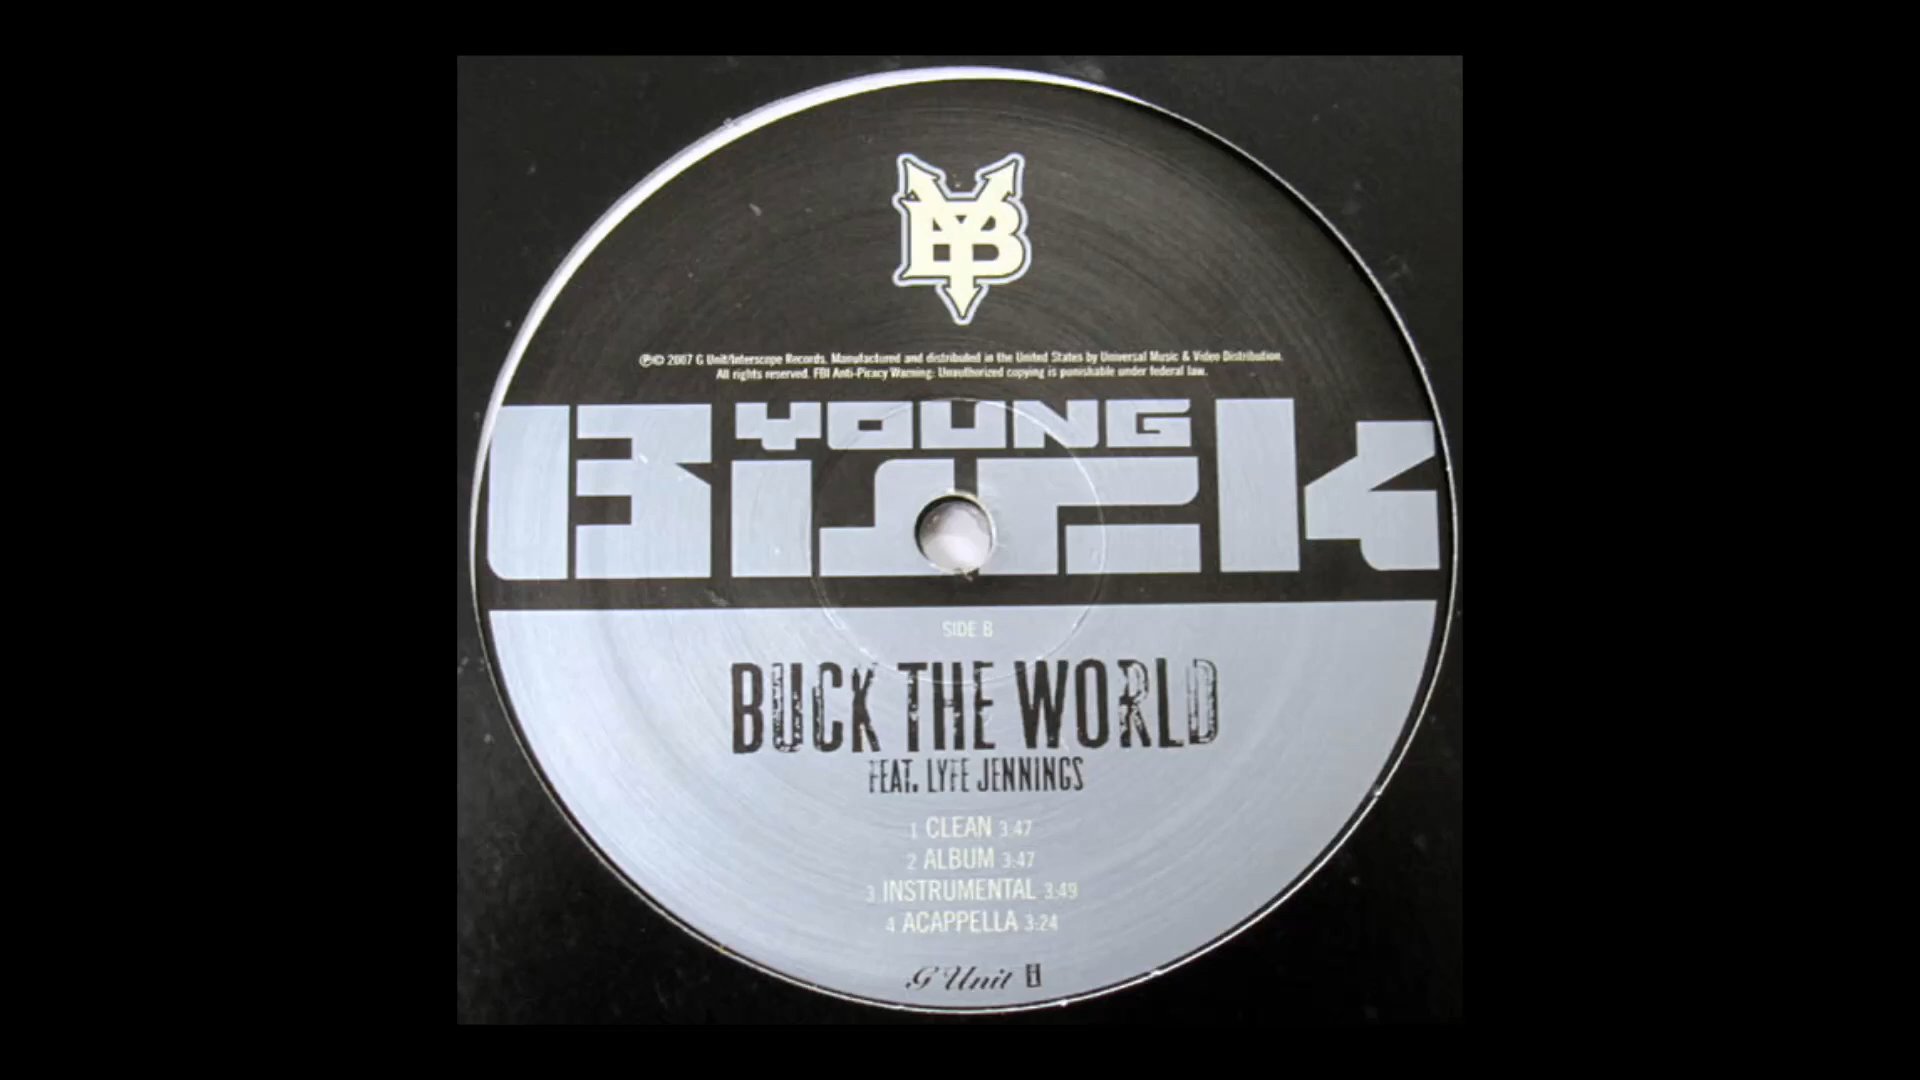 YB
℗© 2007 G Unit/Interscope Records. Manufactured and distributed in the United States by Universal Music & Video Distribution.
All rights reserved. FBI Anti-Piracy Warning: Unauthorized copying is punishable under federal law.
YOUNG
BUCK
SIDE B
BUCK THE WORLD
FEAT. LYFE JENNINGS
1 CLEAN 3:47
2 ALBUM 3:47
3 INSTRUMENTAL 3:49
4 ACAPPELLA 3:24
G Unit i